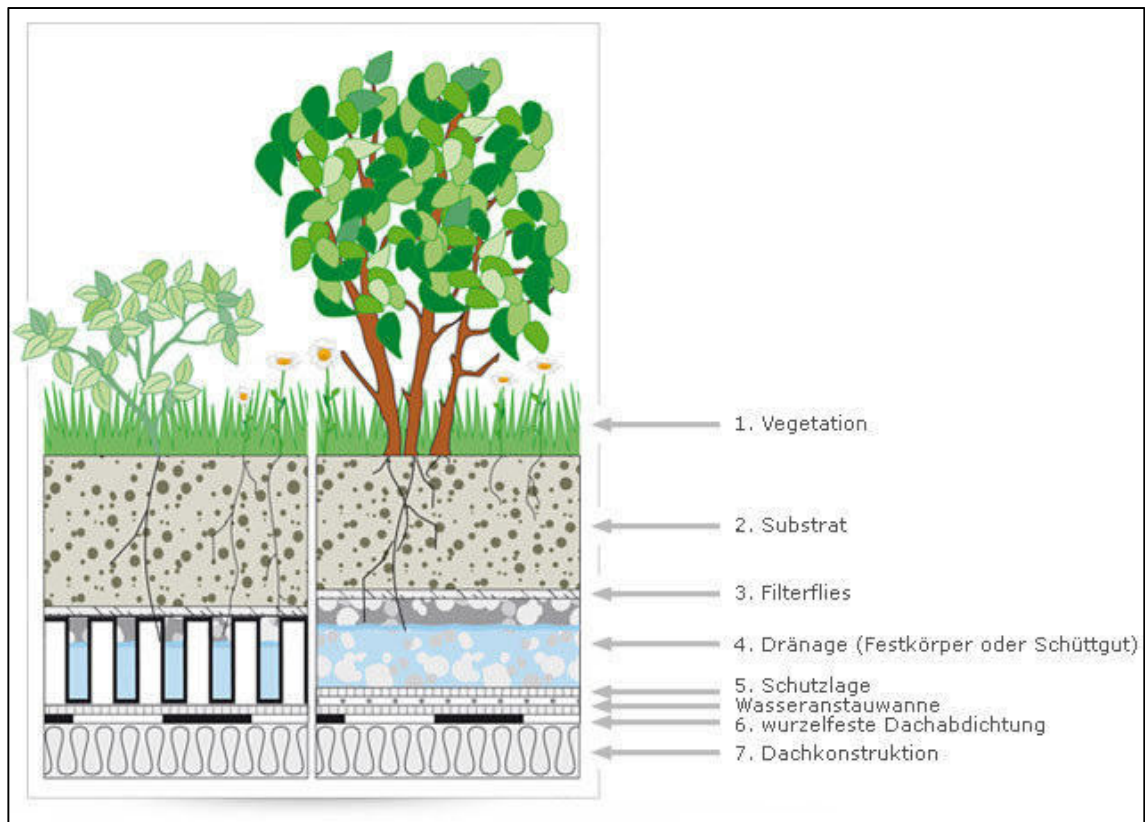 1. Vegetation
2. Substrat
3. Filterflies
4. Dränage (Festkörper oder Schüttgut)
5. Schutzlage
Wasseranstauwanne
6. wurzelfeste Dachabdichtung
7. Dachkonstruktion